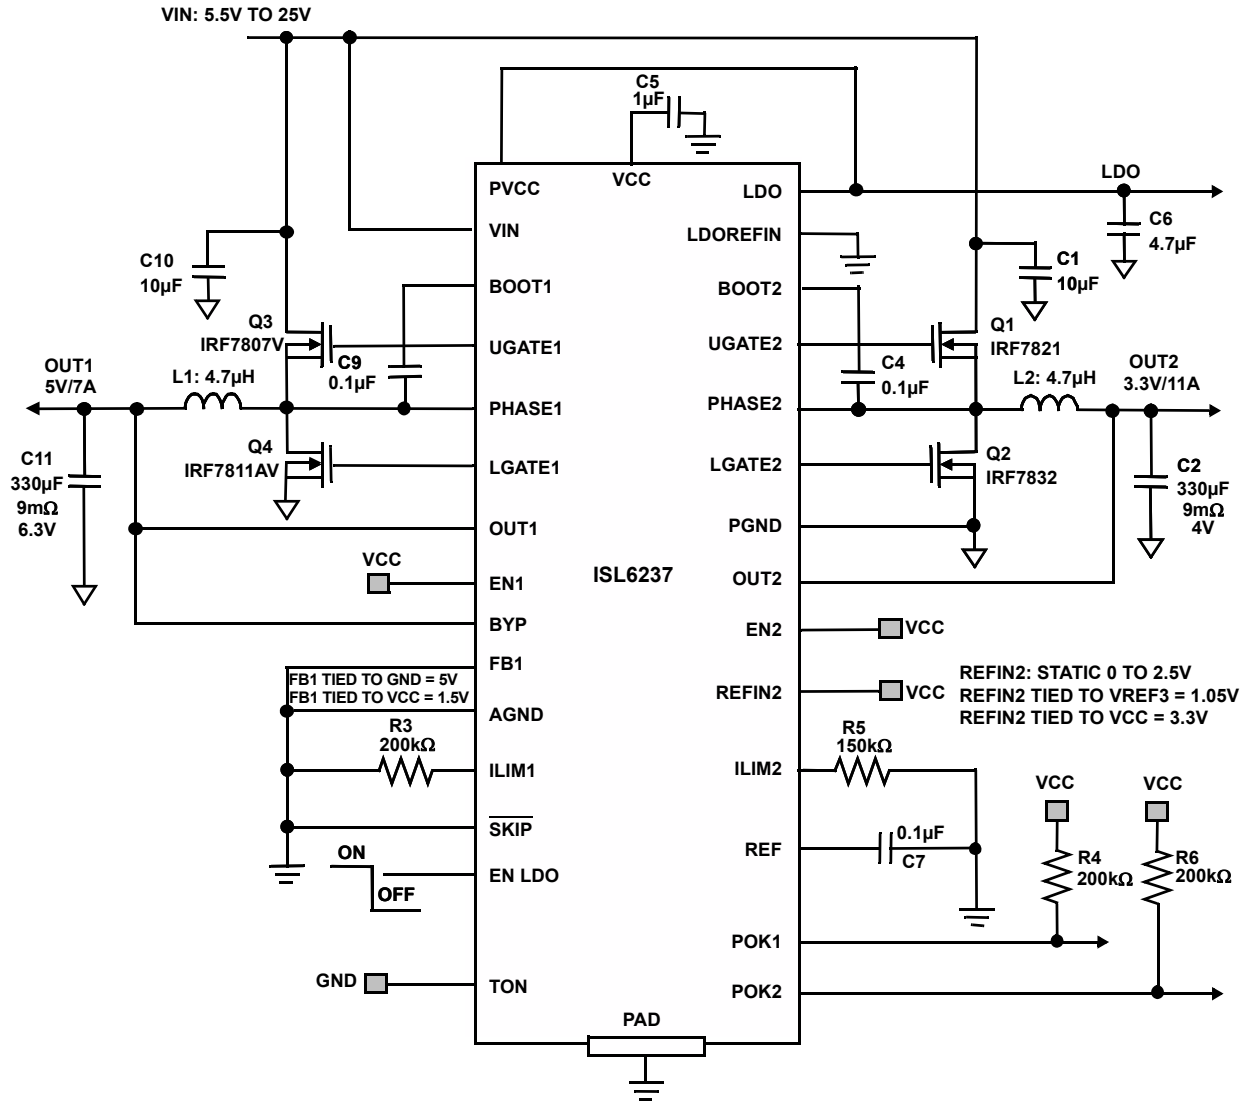 VIN: 5.5V TO 25V
C5
1µF
PVCC
VCC
LDO
LDO
VIN
LDOREFIN
C6
4.7µF
C10
10µF
C1
10µF
BOOT1
BOOT2
Q3
IRF7807V
Q1
IRF7821
UGATE1
UGATE2
C9
0.1µF
C4
0.1µF
OUT1
5V/7A
L1: 4.7µH
L2: 4.7µH
OUT2
3.3V/11A
PHASE1
PHASE2
Q4
IRF7811AV
Q2
IRF7832
LGATE1
LGATE2
C11
330µF
9mΩ
6.3V
C2
330µF
9mΩ
4V
OUT1
PGND
VCC
EN1
ISL6237
OUT2
BYP
EN2
VCC
FB1
FB1 TIED TO GND = 5V
FB1 TIED TO VCC = 1.5V
REFIN2
VCC
REFIN2: STATIC 0 TO 2.5V
REFIN2 TIED TO VREF3 = 1.05V
REFIN2 TIED TO VCC = 3.3V
AGND
R3
200kΩ
R5
150kΩ
ILIM1
ILIM2
VCC
VCC
SKIP
0.1µF
C7
REF
ON
OFF
EN LDO
R4
200kΩ
R6
200kΩ
POK1
GND
TON
POK2
PAD